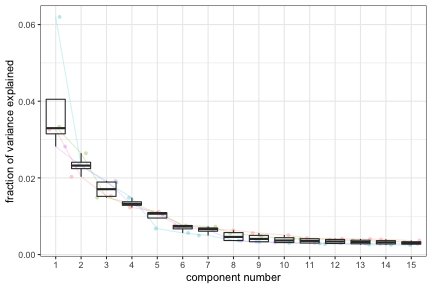 fraction of variance explained
0.06
0.04
0.02
0.00
1 2 3 4 5 6 7 8 9 10 11 12 13 14 15
component number